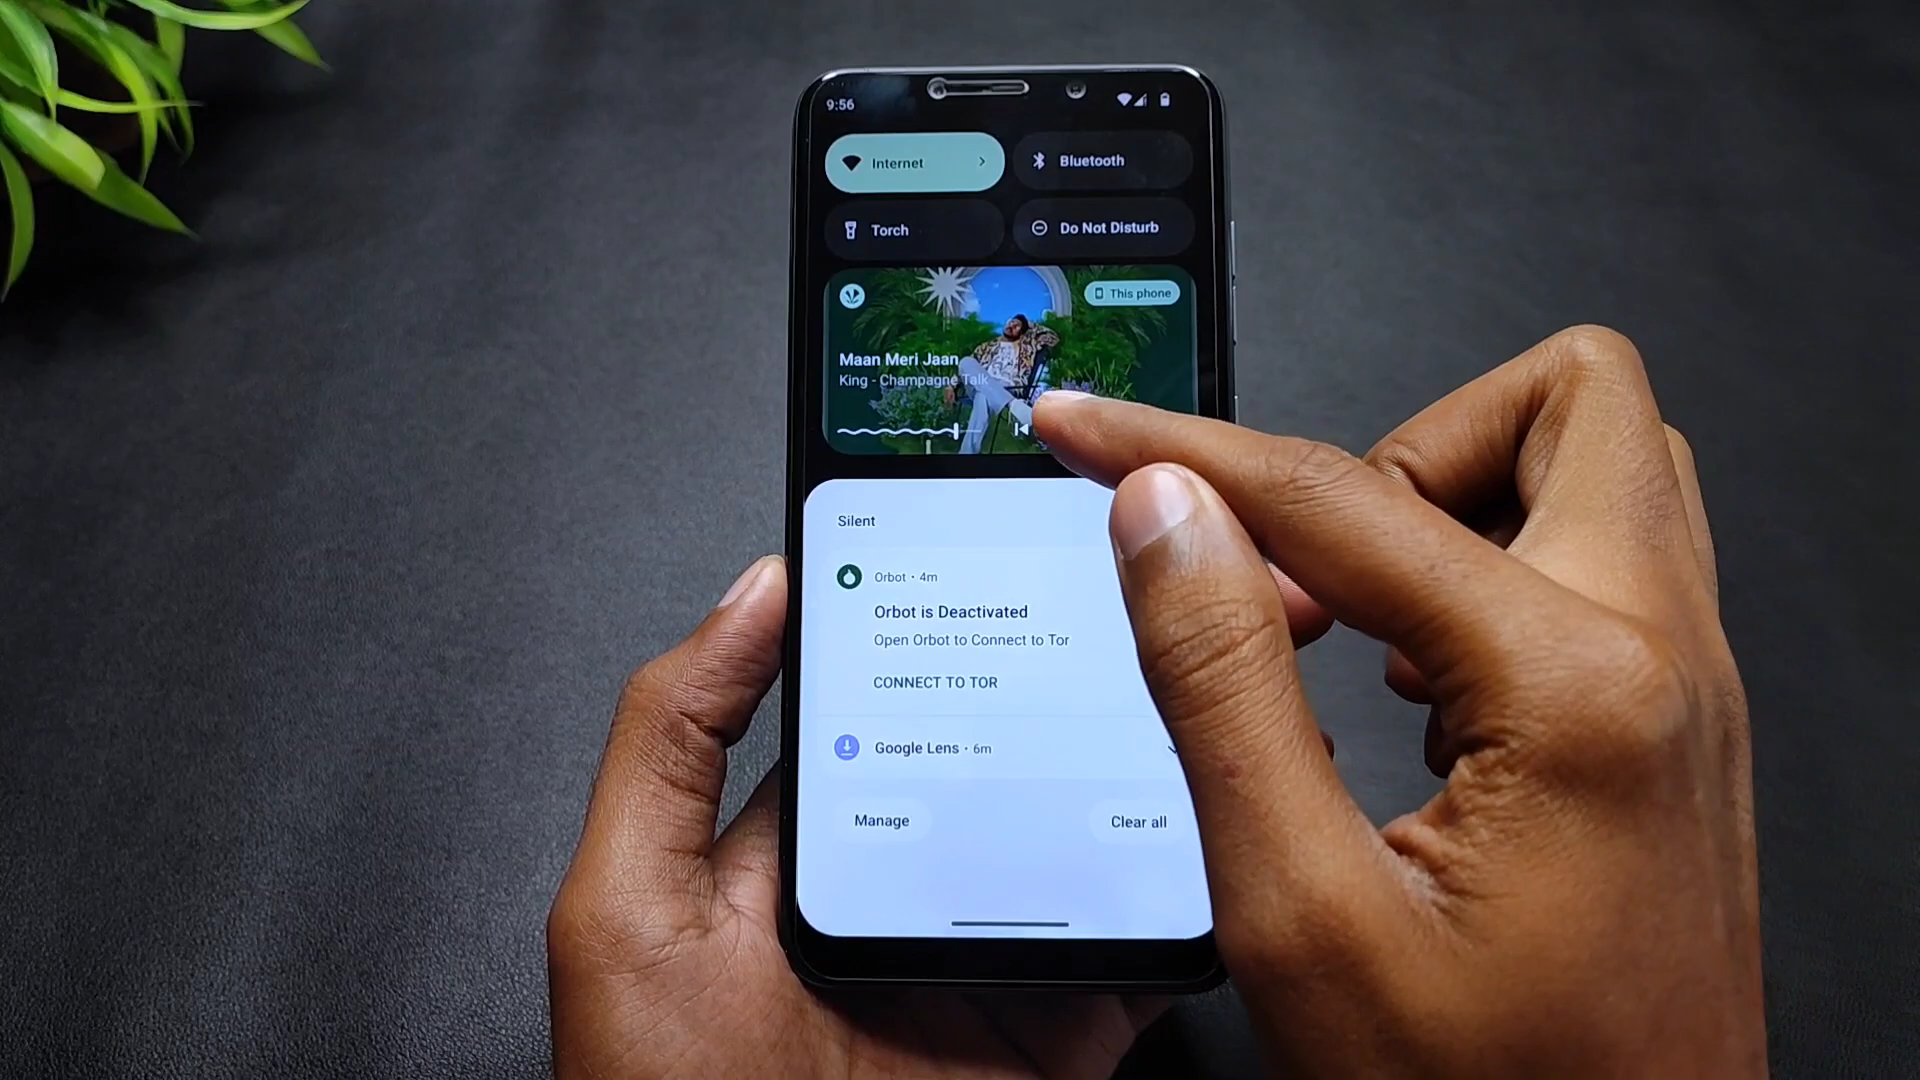 9:56
Internet
Bluetooth
Torch
Do Not Disturb
This phone
Maan Meri Jaan
King - Champagne Talk
Silent
Orbot • 4m
Orbot is Deactivated
Open Orbot to Connect to Tor
CONNECT TO TOR
Google Lens • 6m
Manage
Clear all